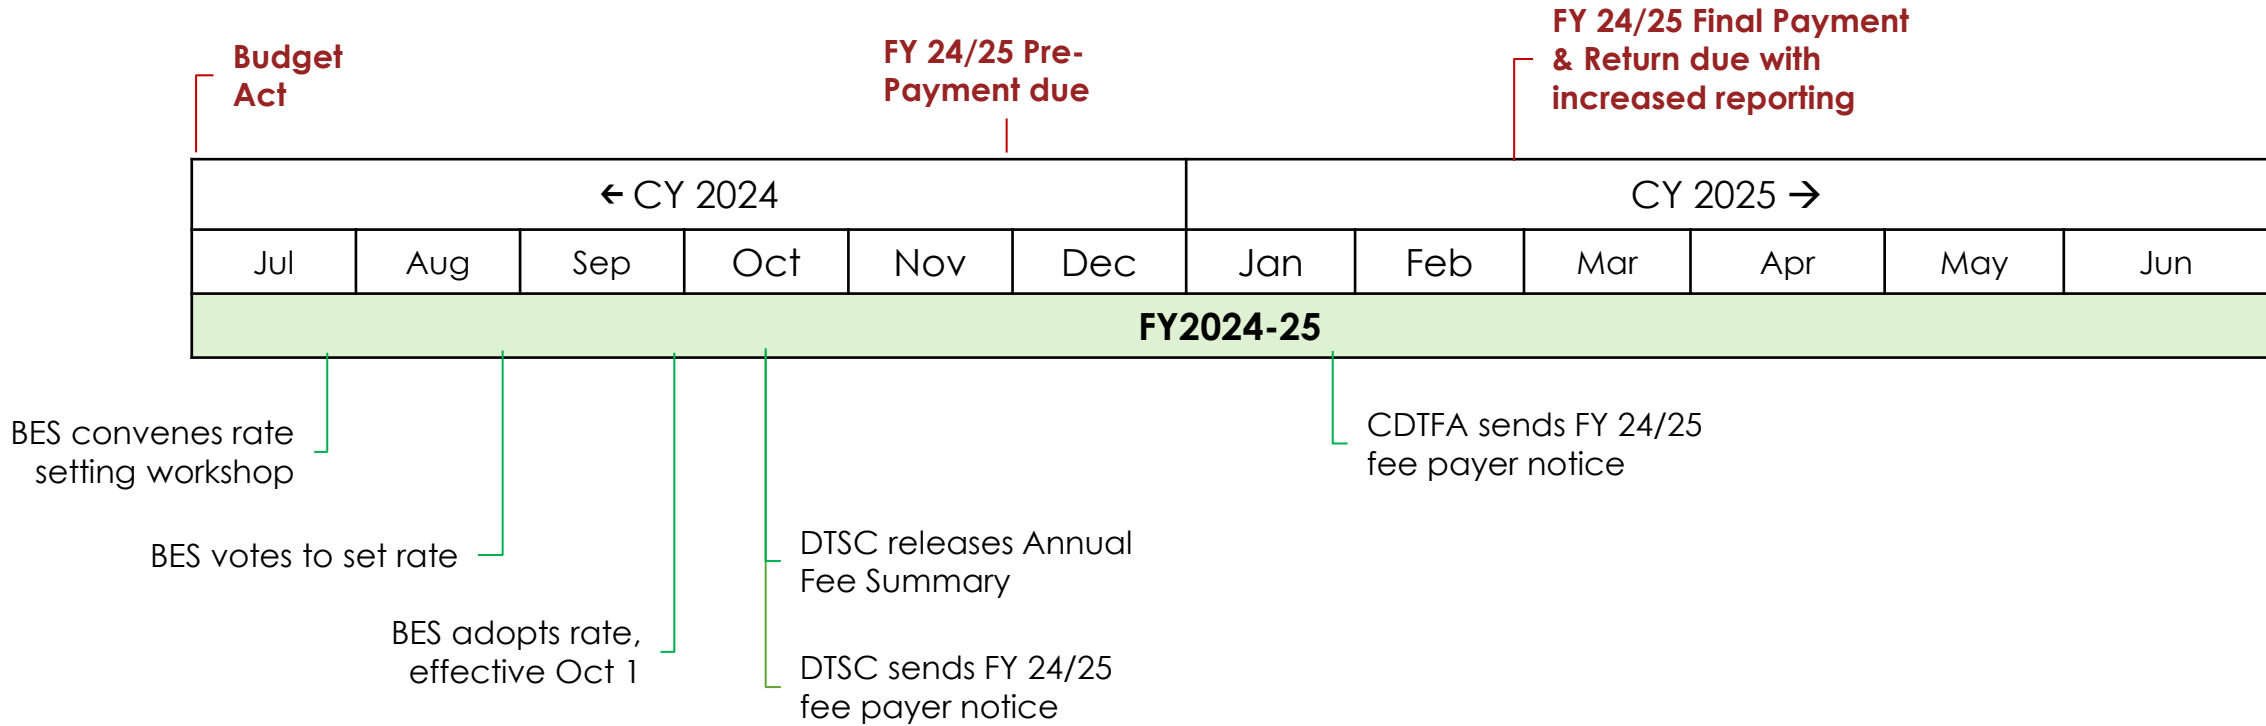 Budget
Act
FY 24/25 Pre-
Payment due
FY 24/25 Final Payment
& Return due with
increased reporting
← CY 2024
CY 2025 →
Jul
Aug
Sep
Oct
Nov
Dec
Jan
Feb
Mar
Apr
May
Jun
FY2024-25
BES convenes rate
setting workshop
BES votes to set rate
BES adopts rate,
effective Oct 1
DTSC releases Annual
Fee Summary
DTSC sends FY 24/25
fee payer notice
CDTFA sends FY 24/25
fee payer notice